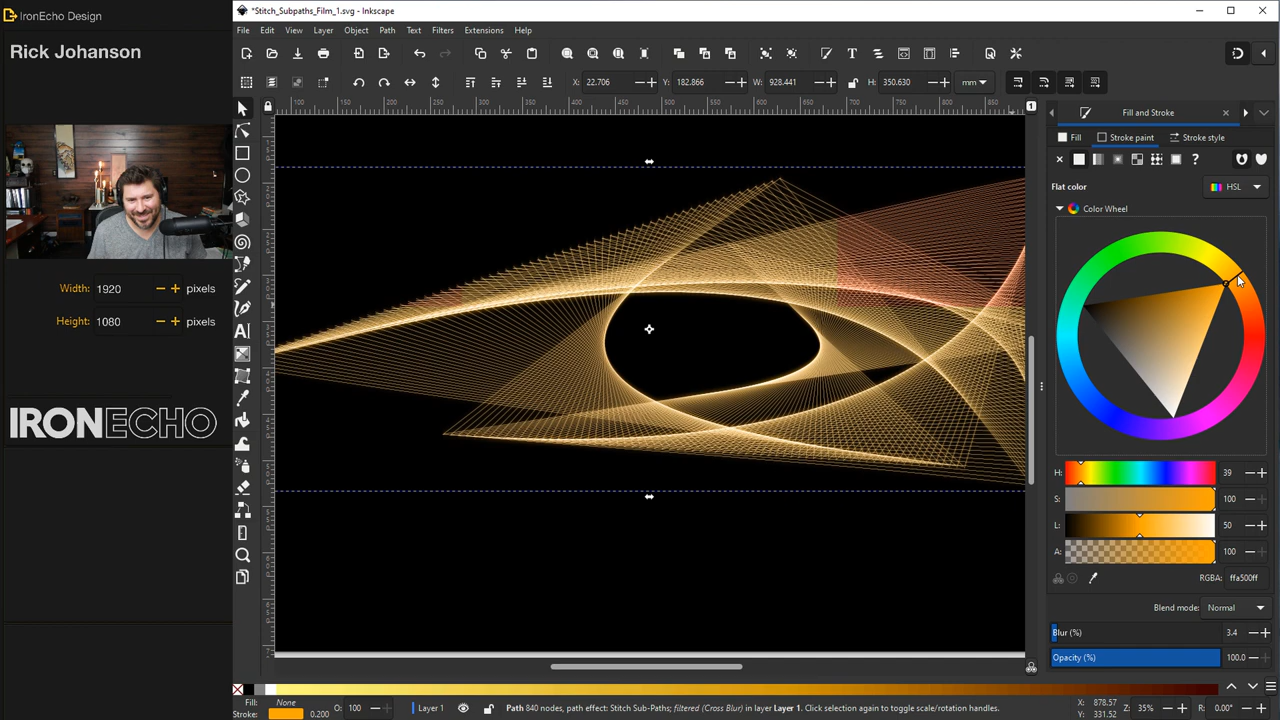 IronEcho Design
Rick Johanson
Width: 1920 pixels
Height: 1080 pixels
IRONECHO
*Stitch_Subpaths_Film_1.svg - Inkscape
File Edit View Layer Object Path Text Filters Extensions Help
X: 22.706 Y: 182.866 W: 928.441 H: 350.630 mm
Fill and Stroke
Fill Stroke paint Stroke style
?
Flat color HSL
Color Wheel
H: 39
S: 100
L: 50
A: 100
RGBA: ffa500ff
Blend mode: Normal
Blur (%) 3.4
Opacity (%) 100.0
Fill: None
Stroke: 0.200
O: 100
Layer 1
Path 840 nodes, path effect: Stitch Sub-Paths; filtered (Cross Blur) in layer Layer 1. Click selection again to toggle scale/rotation handles.
X: 878.57
Y: 331.52
Z: 35%
R: 0.00°